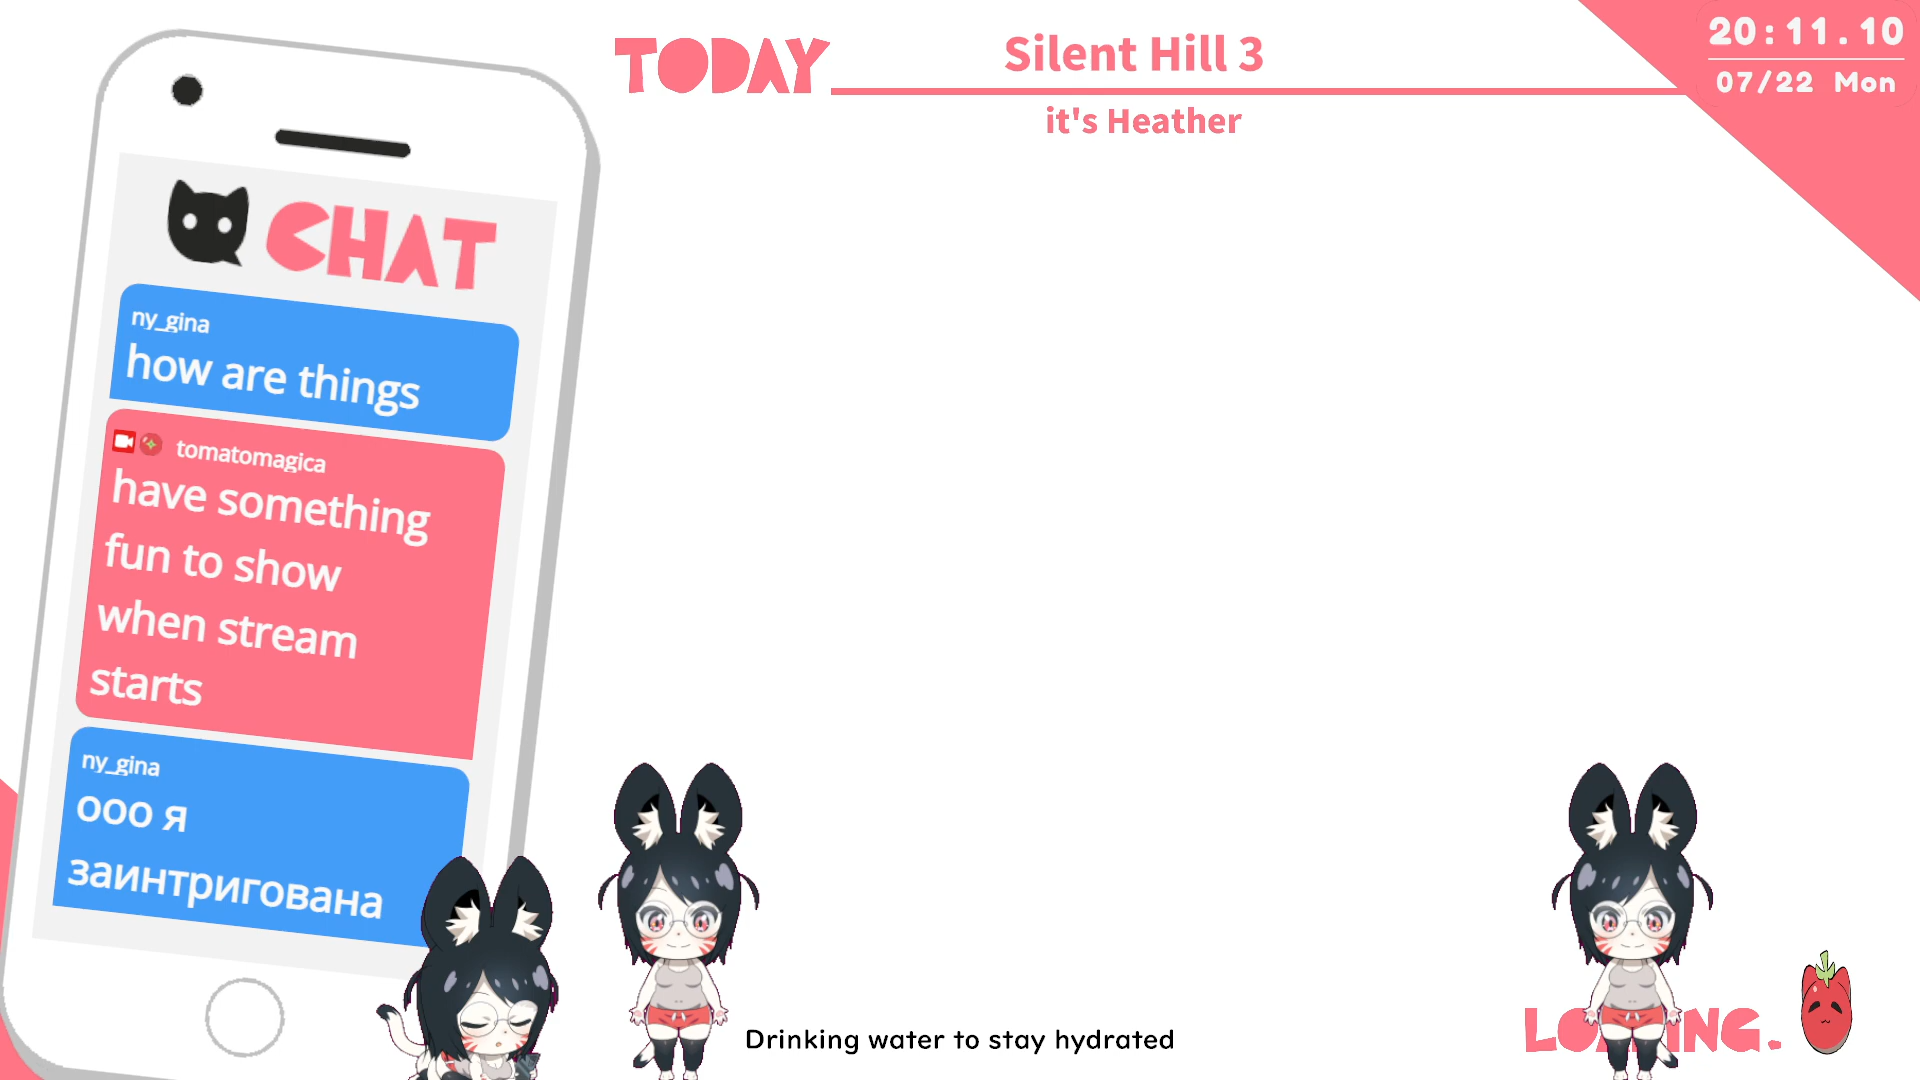 TODAY
Silent Hill 3
it's Heather
20:11.10
07/22 Mon
CHAT
ny_gina
how are things
tomatomagica
have something
fun to show
when stream
starts
ny_gina
ооо я
заинтригована
Drinking water to stay hydrated